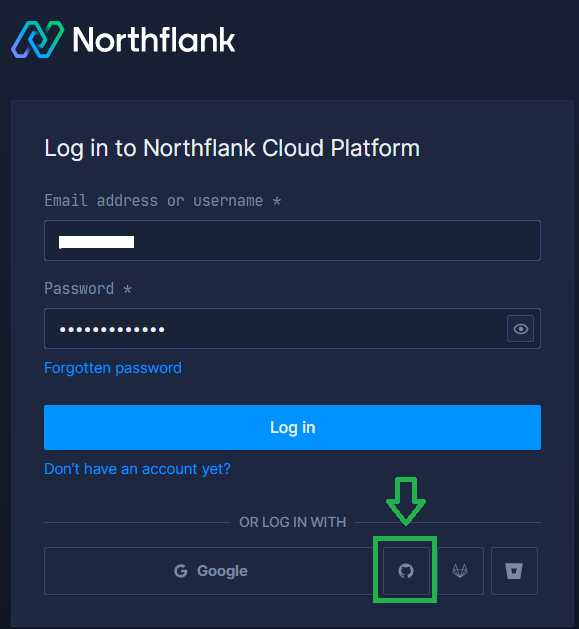 Northflank
Log in to Northflank Cloud Platform
Email address or username *
Password *
Forgotten password
Log in
Don't have an account yet?
OR LOG IN WITH
Google